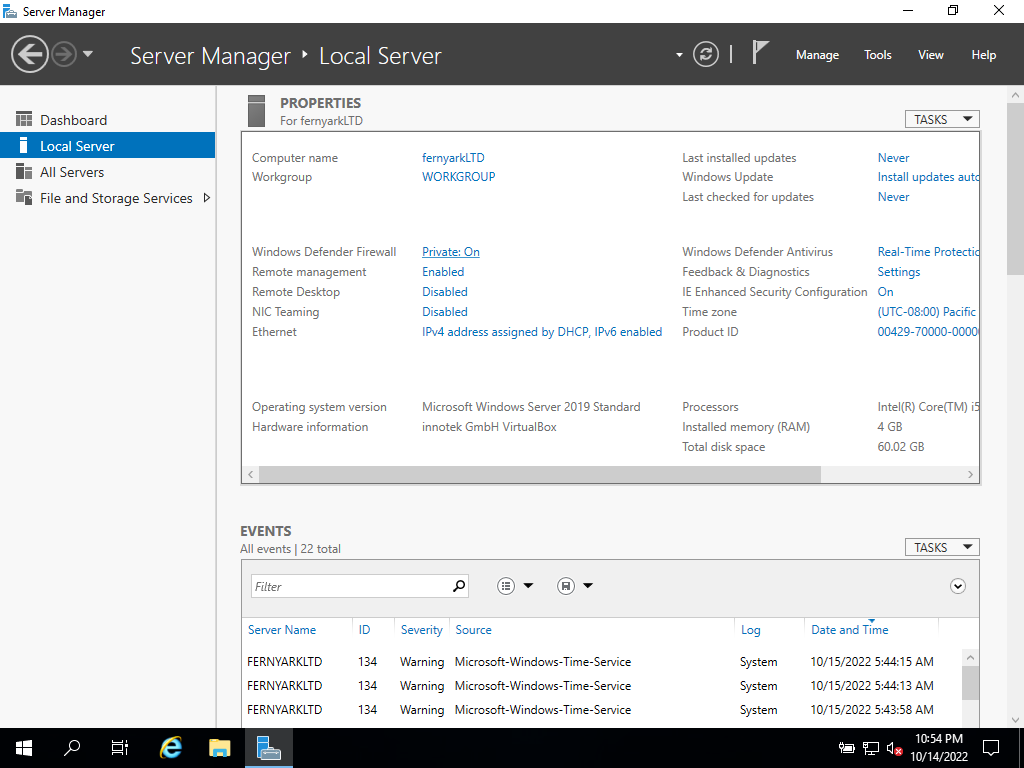 Server Manager
Server Manager • Local Server
Manage Tools View Help
Dashboard
Local Server
All Servers
File and Storage Services
PROPERTIES
For fernyarkLTD
TASKS
Computer name fernyarkLTD Last installed updates Never
Workgroup WORKGROUP Windows Update Install updates auto
Last checked for updates Never
Windows Defender Firewall Private: On Windows Defender Antivirus Real-Time Protectic
Remote management Enabled Feedback & Diagnostics Settings
Remote Desktop Disabled IE Enhanced Security Configuration On
NIC Teaming Disabled Time zone (UTC-08:00) Pacific
Ethernet IPv4 address assigned by DHCP, IPv6 enabled Product ID 00429-70000-0000
Operating system version Microsoft Windows Server 2019 Standard Processors Intel(R) Core(TM) i5
Hardware information innotek GmbH VirtualBox Installed memory (RAM) 4 GB
Total disk space 60.02 GB
EVENTS
All events | 22 total
TASKS
Filter
Server Name ID Severity Source Log Date and Time
FERNYARKLTD 134 Warning Microsoft-Windows-Time-Service System 10/15/2022 5:44:15 AM
FERNYARKLTD 134 Warning Microsoft-Windows-Time-Service System 10/15/2022 5:44:13 AM
FERNYARKLTD 134 Warning Microsoft-Windows-Time-Service System 10/15/2022 5:43:58 AM
10:54 PM
10/14/2022